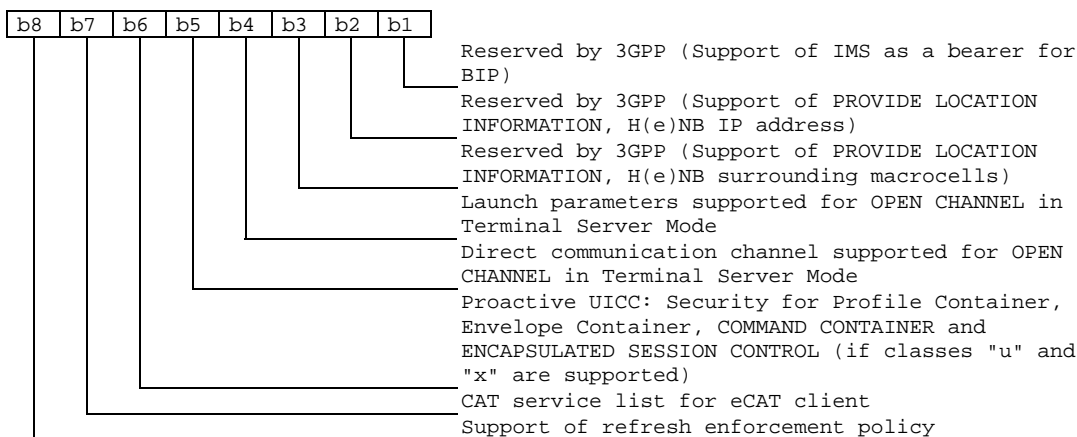 b8 b7 b6 b5 b4 b3 b2 b1
Reserved by 3GPP (Support of IMS as a bearer for
BIP)
Reserved by 3GPP (Support of PROVIDE LOCATION
INFORMATION, H(e)NB IP address)
Reserved by 3GPP (Support of PROVIDE LOCATION
INFORMATION, H(e)NB surrounding macrocells)
Launch parameters supported for OPEN CHANNEL in
Terminal Server Mode
Direct communication channel supported for OPEN
CHANNEL in Terminal Server Mode
Proactive UICC: Security for Profile Container,
Envelope Container, COMMAND CONTAINER and
ENCAPSULATED SESSION CONTROL (if classes "u" and
"x" are supported)
CAT service list for eCAT client
Support of refresh enforcement policy